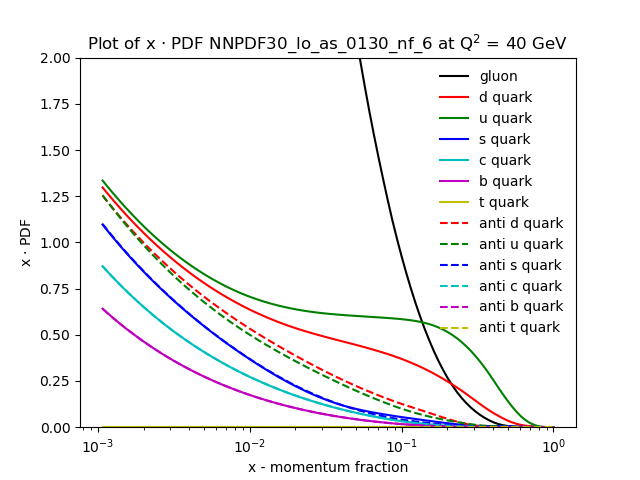 Plot of x · PDF NNPDF30_lo_as_0130_nf_6 at Q² = 40 GeV
2.00
1.75
1.50
1.25
1.00
0.75
0.50
0.25
0.00
x · PDF
gluon
d quark
u quark
s quark
c quark
b quark
t quark
anti d quark
anti u quark
anti s quark
anti c quark
anti b quark
anti t quark
10⁻³ 10⁻² 10⁻¹ 10⁰
x - momentum fraction